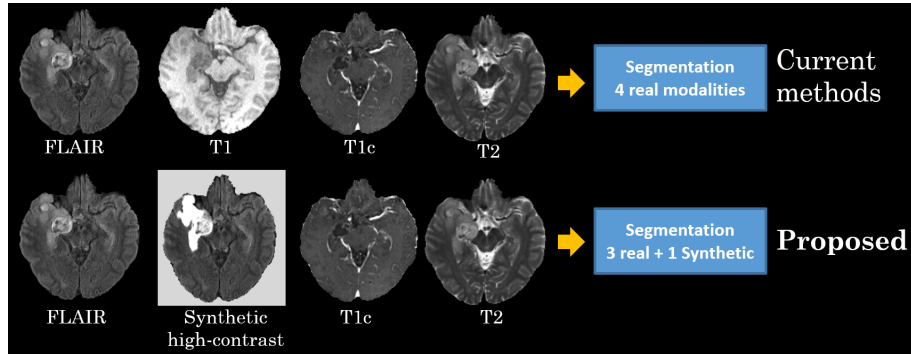 FLAIR
T1
T1c
T2
Segmentation
4 real modalities
Current
methods
FLAIR
Synthetic
high-contrast
T1c
T2
Segmentation
3 real + 1 Synthetic
Proposed